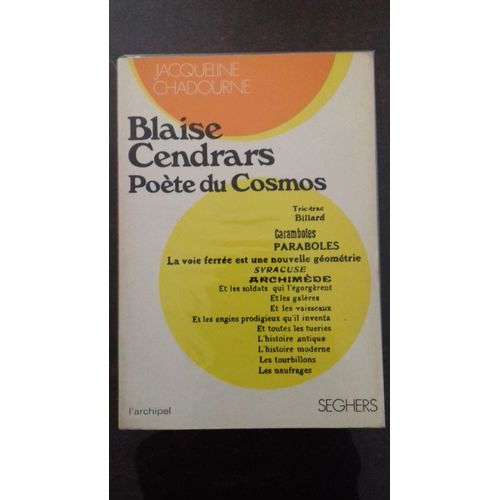 JACQUELINE
CHADOURNE
Blaise
Cendrars
Poète du Cosmos
Tric-trac
Billard
Caramboles
PARABOLES
La voie ferrée est une nouvelle géométrie
SYRACUSE
ARCHIMÈDE
Et les soldats qui l'égorgèrent
Et les galères
Et les vaisseaux
Et les engins prodigieux qu'il inventa
Et toutes les tueries
L'histoire antique
L'histoire moderne
Les tourbillons
Les naufrages
l'archipel
SEGHERS